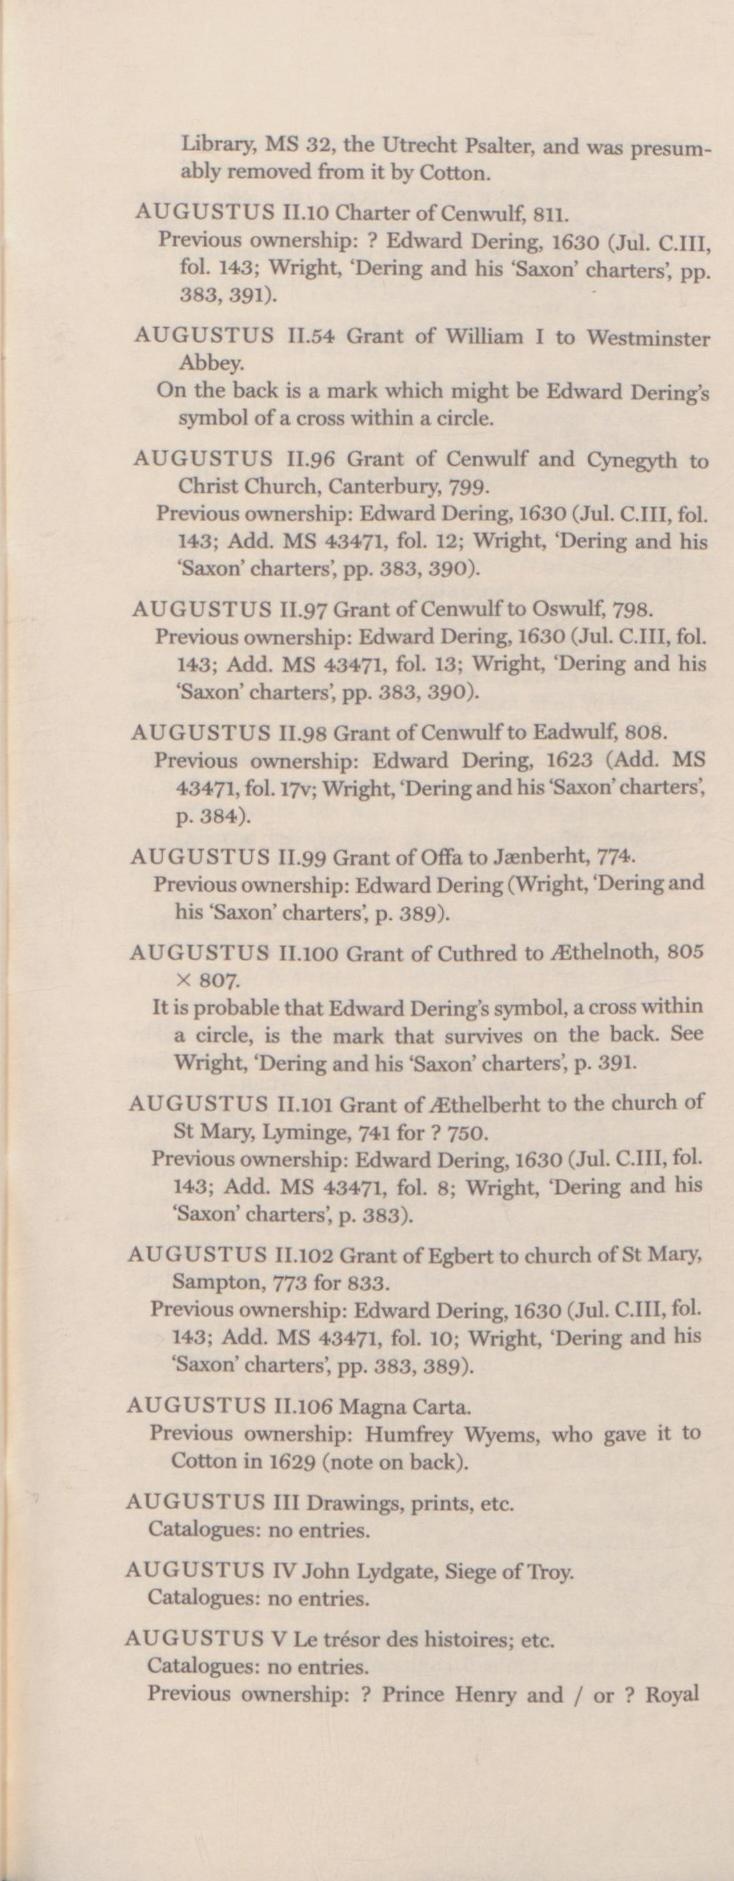 Library, MS 32, the Utrecht Psalter, and was presum-
ably removed from it by Cotton.
AUGUSTUS II.10 Charter of Cenwulf, 811.
Previous ownership: ? Edward Dering, 1630 (Jul. C.III,
fol. 143; Wright, ‘Dering and his ‘Saxon’ charters’, pp.
383, 391).
AUGUSTUS II.54 Grant of William I to Westminster
Abbey.
On the back is a mark which might be Edward Dering’s
symbol of a cross within a circle.
AUGUSTUS II.96 Grant of Cenwulf and Cynegyth to
Christ Church, Canterbury, 799.
Previous ownership: Edward Dering, 1630 (Jul. C.III, fol.
143; Add. MS 43471, fol. 12; Wright, ‘Dering and his
‘Saxon’ charters’, pp. 383, 390).
AUGUSTUS II.97 Grant of Cenwulf to Oswulf, 798.
Previous ownership: Edward Dering, 1630 (Jul. C.III, fol.
143; Add. MS 43471, fol. 13; Wright, ‘Dering and his
‘Saxon’ charters’, pp. 383, 390).
AUGUSTUS II.98 Grant of Cenwulf to Eadwulf, 808.
Previous ownership: Edward Dering, 1623 (Add. MS
43471, fol. 17v; Wright, ‘Dering and his ‘Saxon’ charters’,
p. 384).
AUGUSTUS II.99 Grant of Offa to Jænberht, 774.
Previous ownership: Edward Dering (Wright, ‘Dering and
his ‘Saxon’ charters’, p. 389).
AUGUSTUS II.100 Grant of Cuthred to Æthelnoth, 805
× 807.
It is probable that Edward Dering’s symbol, a cross within
a circle, is the mark that survives on the back. See
Wright, ‘Dering and his ‘Saxon’ charters’, p. 391.
AUGUSTUS II.101 Grant of Æthelberht to the church of
St Mary, Lyminge, 741 for ? 750.
Previous ownership: Edward Dering, 1630 (Jul. C.III, fol.
143; Add. MS 43471, fol. 8; Wright, ‘Dering and his
‘Saxon’ charters’, p. 383).
AUGUSTUS II.102 Grant of Egbert to church of St Mary,
Sampton, 773 for 833.
Previous ownership: Edward Dering, 1630 (Jul. C.III, fol.
143; Add. MS 43471, fol. 10; Wright, ‘Dering and his
‘Saxon’ charters’, pp. 383, 389).
AUGUSTUS II.106 Magna Carta.
Previous ownership: Humfrey Wyems, who gave it to
Cotton in 1629 (note on back).
AUGUSTUS III Drawings, prints, etc.
Catalogues: no entries.
AUGUSTUS IV John Lydgate, Siege of Troy.
Catalogues: no entries.
AUGUSTUS V Le trésor des histoires; etc.
Catalogues: no entries.
Previous ownership: ? Prince Henry and / or ? Royal